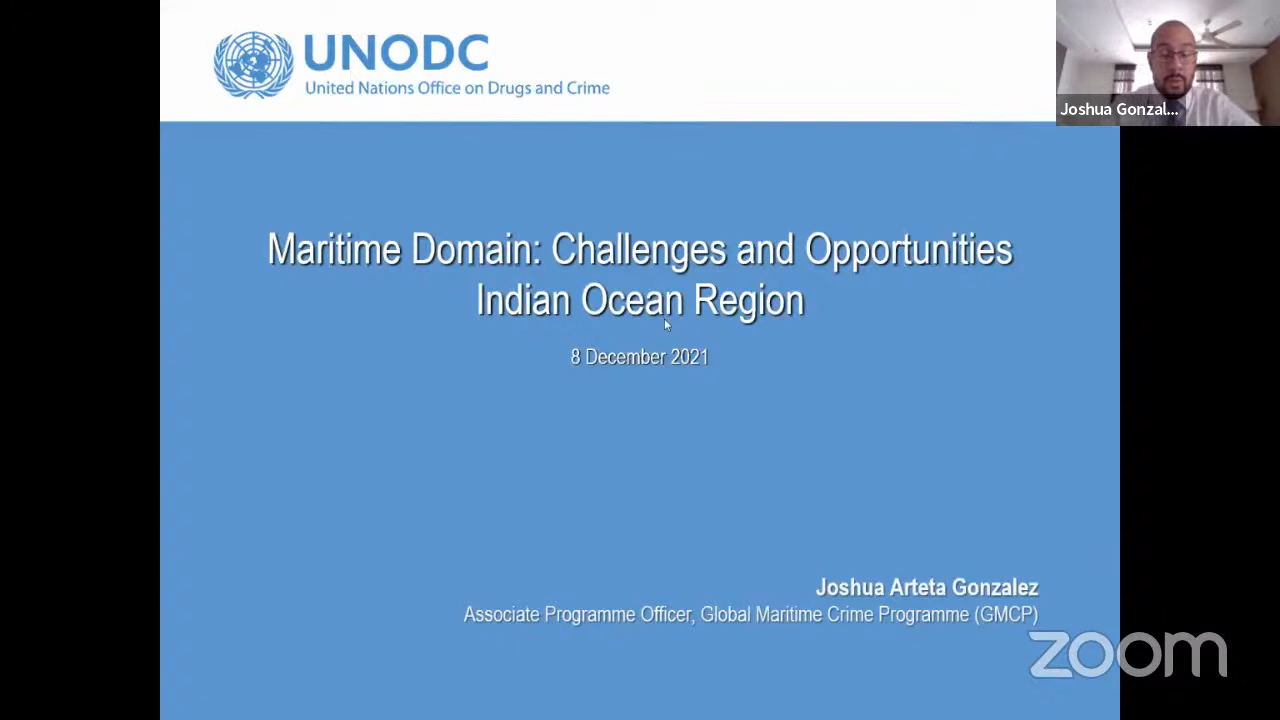 UNODC
United Nations Office on Drugs and Crime
Joshua Gonzal...
Maritime Domain: Challenges and Opportunities
Indian Ocean Region
8 December 2021
Joshua Arteta Gonzalez
Associate Programme Officer, Global Maritime Crime Programme (GMCP)
zoom